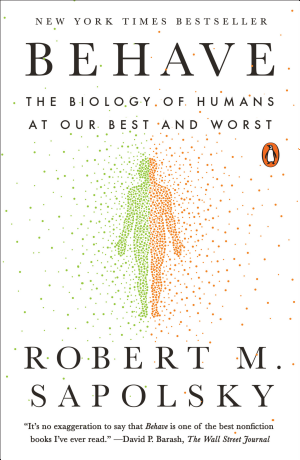 NEW YORK TIMES BESTSELLER
BEHAVE
THE BIOLOGY OF HUMANS
AT OUR BEST AND WORST
ROBERT M.
SAPOLSKY
“It’s no exaggeration to say that Behave is one of the best nonfiction
books I’ve ever read.” —David P. Barash, The Wall Street Journal